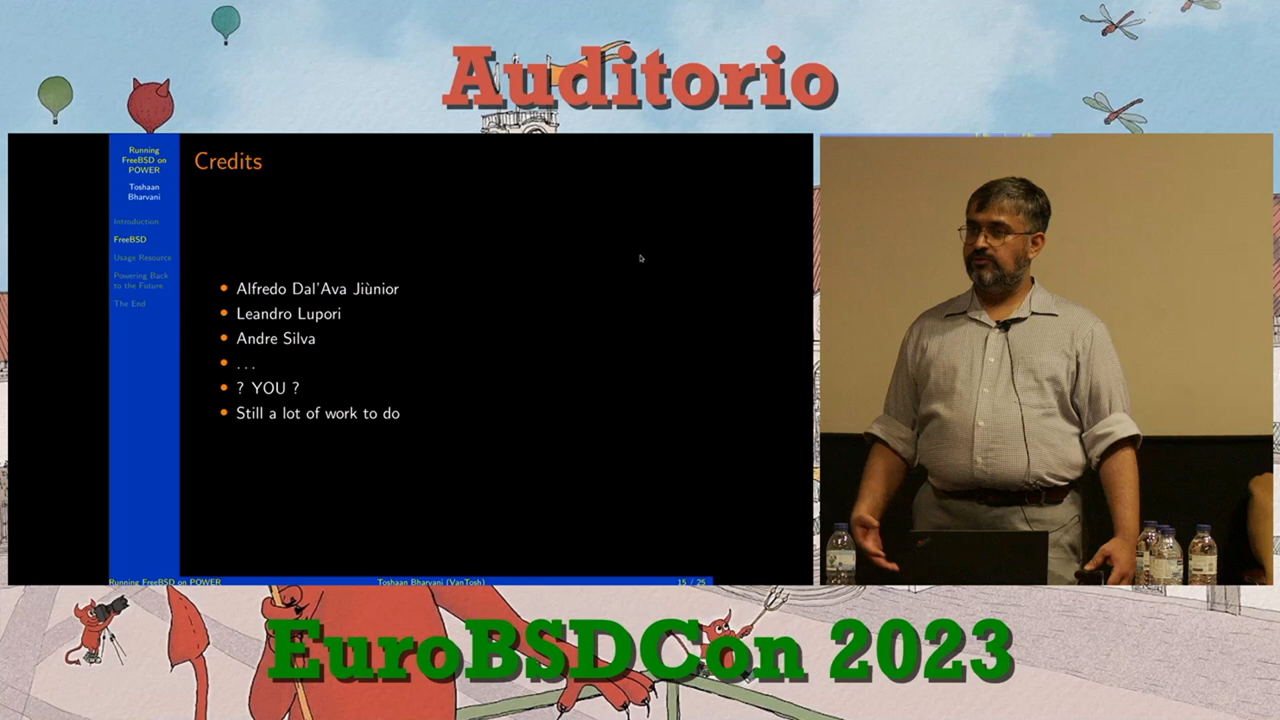 Auditorio
Running
FreeBSD on
POWER
Toshaan
Bharvani
Introduction
FreeBSD
Usage Resource
Powering Back
to the Future
The End
Credits
Alfredo Dal'Ava Jiùnior
Leandro Lupori
Andre Silva
...
? YOU ?
Still a lot of work to do
Running FreeBSD on POWER
Toshaan Bharvani (VanTosh)
15 / 25
EuroBSDCon 2023